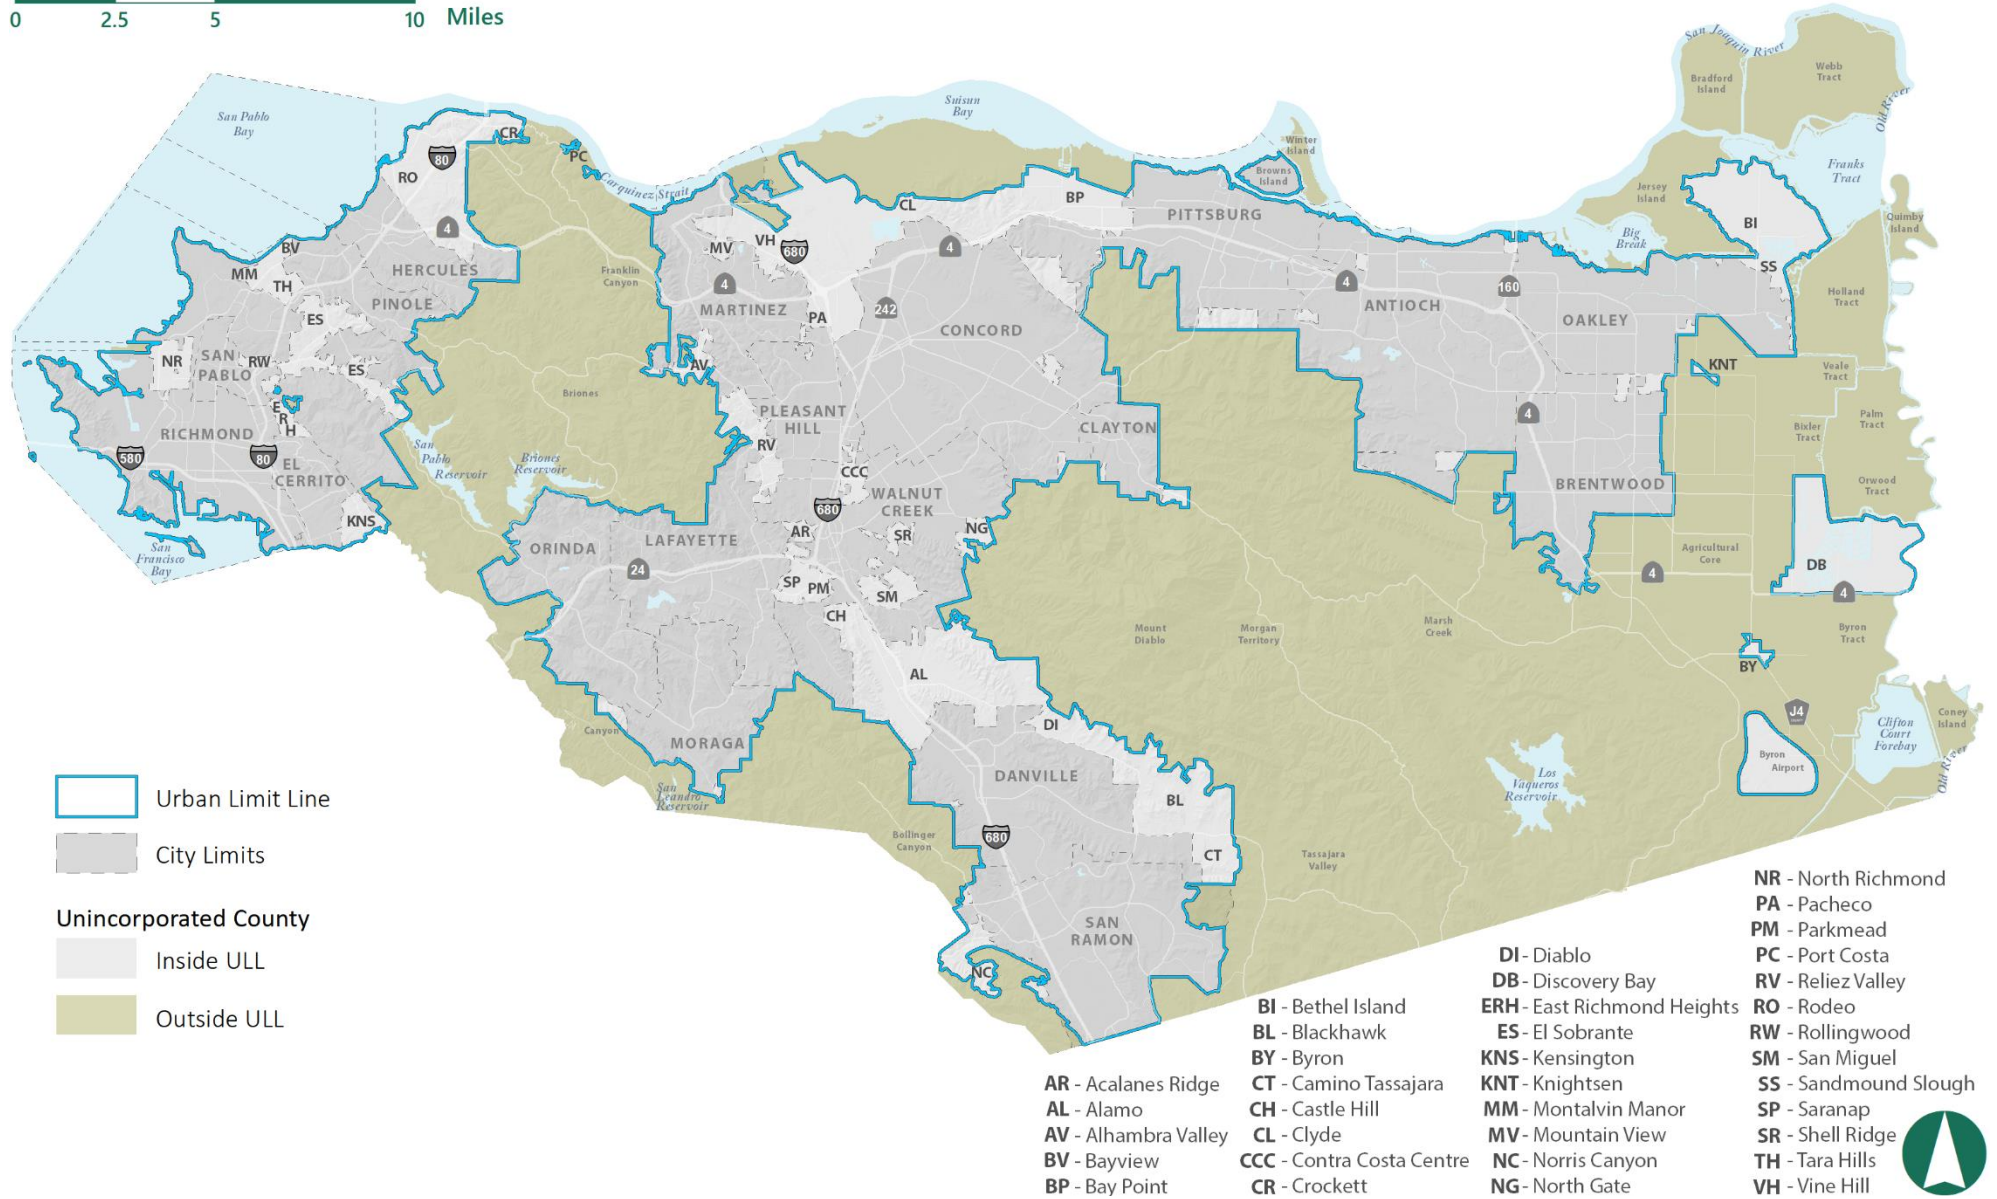 0 2.5 5 10 Miles
San Pablo
Bay
Suisun
Bay
San Joaquin River
Bradford
Island
Webb
Tract
Old River
Winter
Island
Browns
Island
Franks
Tract
Jersey
Island
Quimby
Island
Big
Break
Holland
Tract
Veale
Tract
Palm
Tract
Bixler
Tract
Orwood
Tract
Carquinez Strait
CR
80
PC
RO
4
BV
MM
TH
HERCULES
PINOLE
ES
NR
SAN
PABLO
RW
ES
E
R
H
RICHMOND
580
80
EL
CERRITO
KNS
San
Francisco
Bay
Franklin
Canyon
Briones
San
Pablo
Reservoir
Briones
Reservoir
MV
VH
680
CL
BP
4
4
MARTINEZ
PA
242
CONCORD
AV
PLEASANT
HILL
RV
CCC
CLAYTON
WALNUT
CREEK
680
AR
SR
NG
PITTSBURG
4
ANTIOCH
160
OAKLEY
BI
SS
KNT
4
BRENTWOOD
Agricultural
Core
4
DB
4
Byron
Tract
BY
J4
Byron
Airport
Clifton
Court
Forebay
Coney
Island
Old River
ORINDA
LAFAYETTE
24
SP
PM
SM
CH
AL
Mount
Diablo
Morgan
Territory
Marsh
Creek
Canyon
MORAGA
San
Leandro
Reservoir
DI
DANVILLE
BL
680
CT
Bollinger
Canyon
Tassajara
Valley
Los
Vaqueros
Reservoir
SAN
RAMON
NC
Urban Limit Line
City Limits
Unincorporated County
Inside ULL
Outside ULL
AR - Acalanes Ridge
AL - Alamo
AV - Alhambra Valley
BV - Bayview
BP - Bay Point
BI - Bethel Island
BL - Blackhawk
BY - Byron
CT - Camino Tassajara
CH - Castle Hill
CL - Clyde
CCC - Contra Costa Centre
CR - Crockett
DI - Diablo
DB - Discovery Bay
ERH - East Richmond Heights
ES - El Sobrante
KNS - Kensington
KNT - Knightsen
MM - Montalvin Manor
MV - Mountain View
NC - Norris Canyon
NG - North Gate
NR - North Richmond
PA - Pacheco
PM - Parkmead
PC - Port Costa
RV - Reliez Valley
RO - Rodeo
RW - Rollingwood
SM - San Miguel
SS - Sandmound Slough
SP - Saranap
SR - Shell Ridge
TH - Tara Hills
VH - Vine Hill